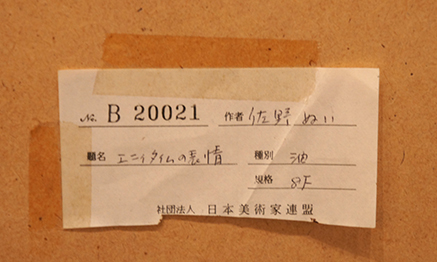 No. B 20021 作者 佐野ぬい
題名 エニイタイムの表情 種別 油
規格 8F
社団法人 日本美術家連盟